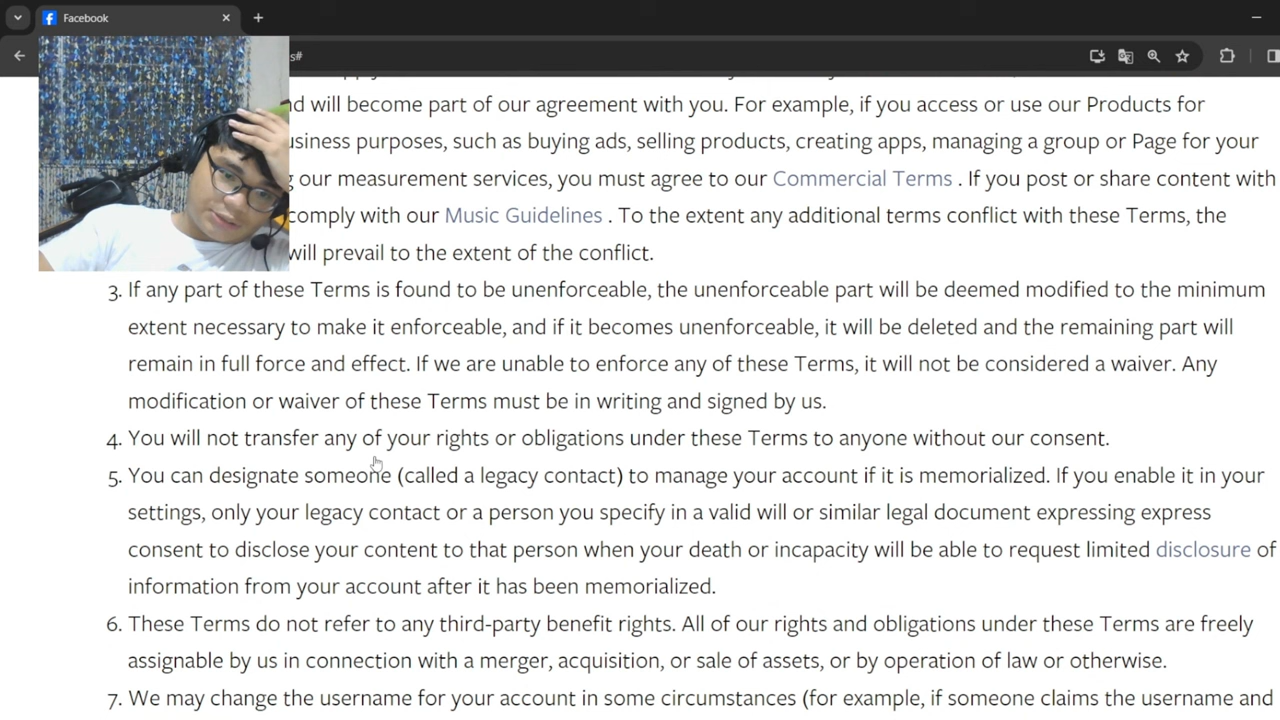 Facebook
s#
nd will become part of our agreement with you. For example, if you access or use our Products for
usiness purposes, such as buying ads, selling products, creating apps, managing a group or Page for your
g our measurement services, you must agree to our Commercial Terms . If you post or share content with
comply with our Music Guidelines . To the extent any additional terms conflict with these Terms, the
will prevail to the extent of the conflict.
3. If any part of these Terms is found to be unenforceable, the unenforceable part will be deemed modified to the minimum
extent necessary to make it enforceable, and if it becomes unenforceable, it will be deleted and the remaining part will
remain in full force and effect. If we are unable to enforce any of these Terms, it will not be considered a waiver. Any
modification or waiver of these Terms must be in writing and signed by us.
4. You will not transfer any of your rights or obligations under these Terms to anyone without our consent.
5. You can designate someone (called a legacy contact) to manage your account if it is memorialized. If you enable it in your
settings, only your legacy contact or a person you specify in a valid will or similar legal document expressing express
consent to disclose your content to that person when your death or incapacity will be able to request limited disclosure of
information from your account after it has been memorialized.
6. These Terms do not refer to any third-party benefit rights. All of our rights and obligations under these Terms are freely
assignable by us in connection with a merger, acquisition, or sale of assets, or by operation of law or otherwise.
7. We may change the username for your account in some circumstances (for example, if someone claims the username and